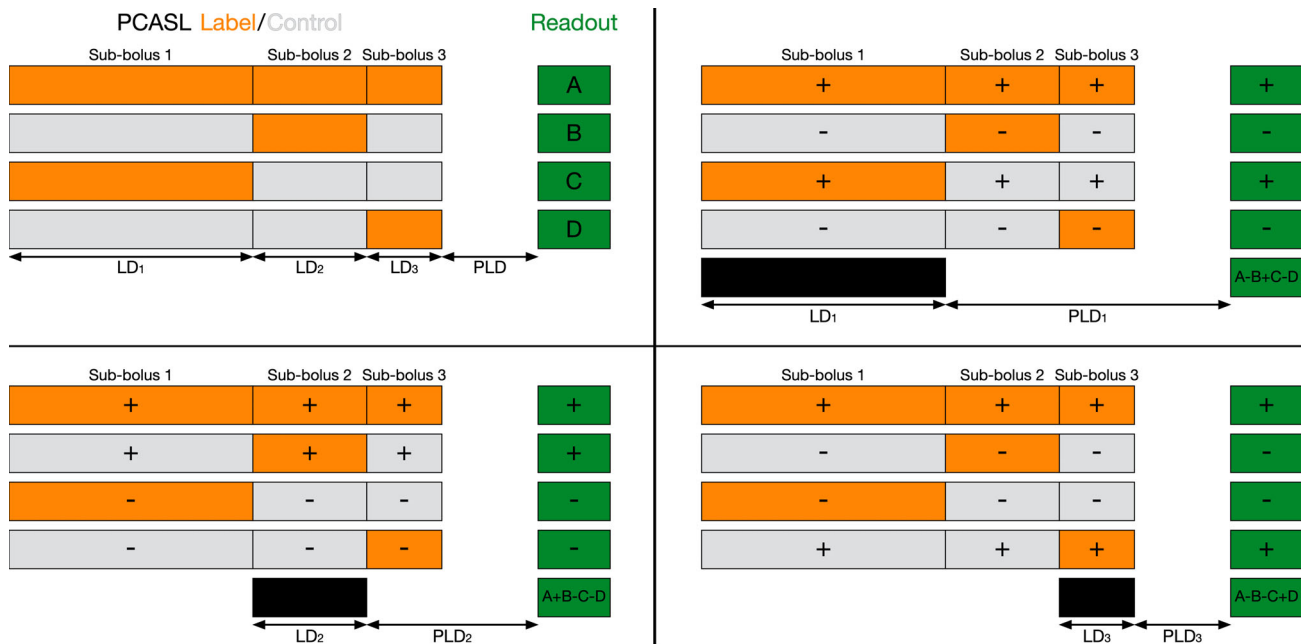 PCASL Label/Control Readout
Sub-bolus 1 Sub-bolus 2 Sub-bolus 3
A
B
C
D
LD1 LD2 LD3 PLD
Sub-bolus 1 Sub-bolus 2 Sub-bolus 3
+ + + +
- - - -
+ + + +
- - - -
A-B+C-D
LD1 PLD1
Sub-bolus 1 Sub-bolus 2 Sub-bolus 3
+ + + +
+ + + +
- - - -
- - - -
A+B-C-D
LD2 PLD2
Sub-bolus 1 Sub-bolus 2 Sub-bolus 3
+ + + +
- - - -
- - - -
+ + + +
A-B-C+D
LD3 PLD3